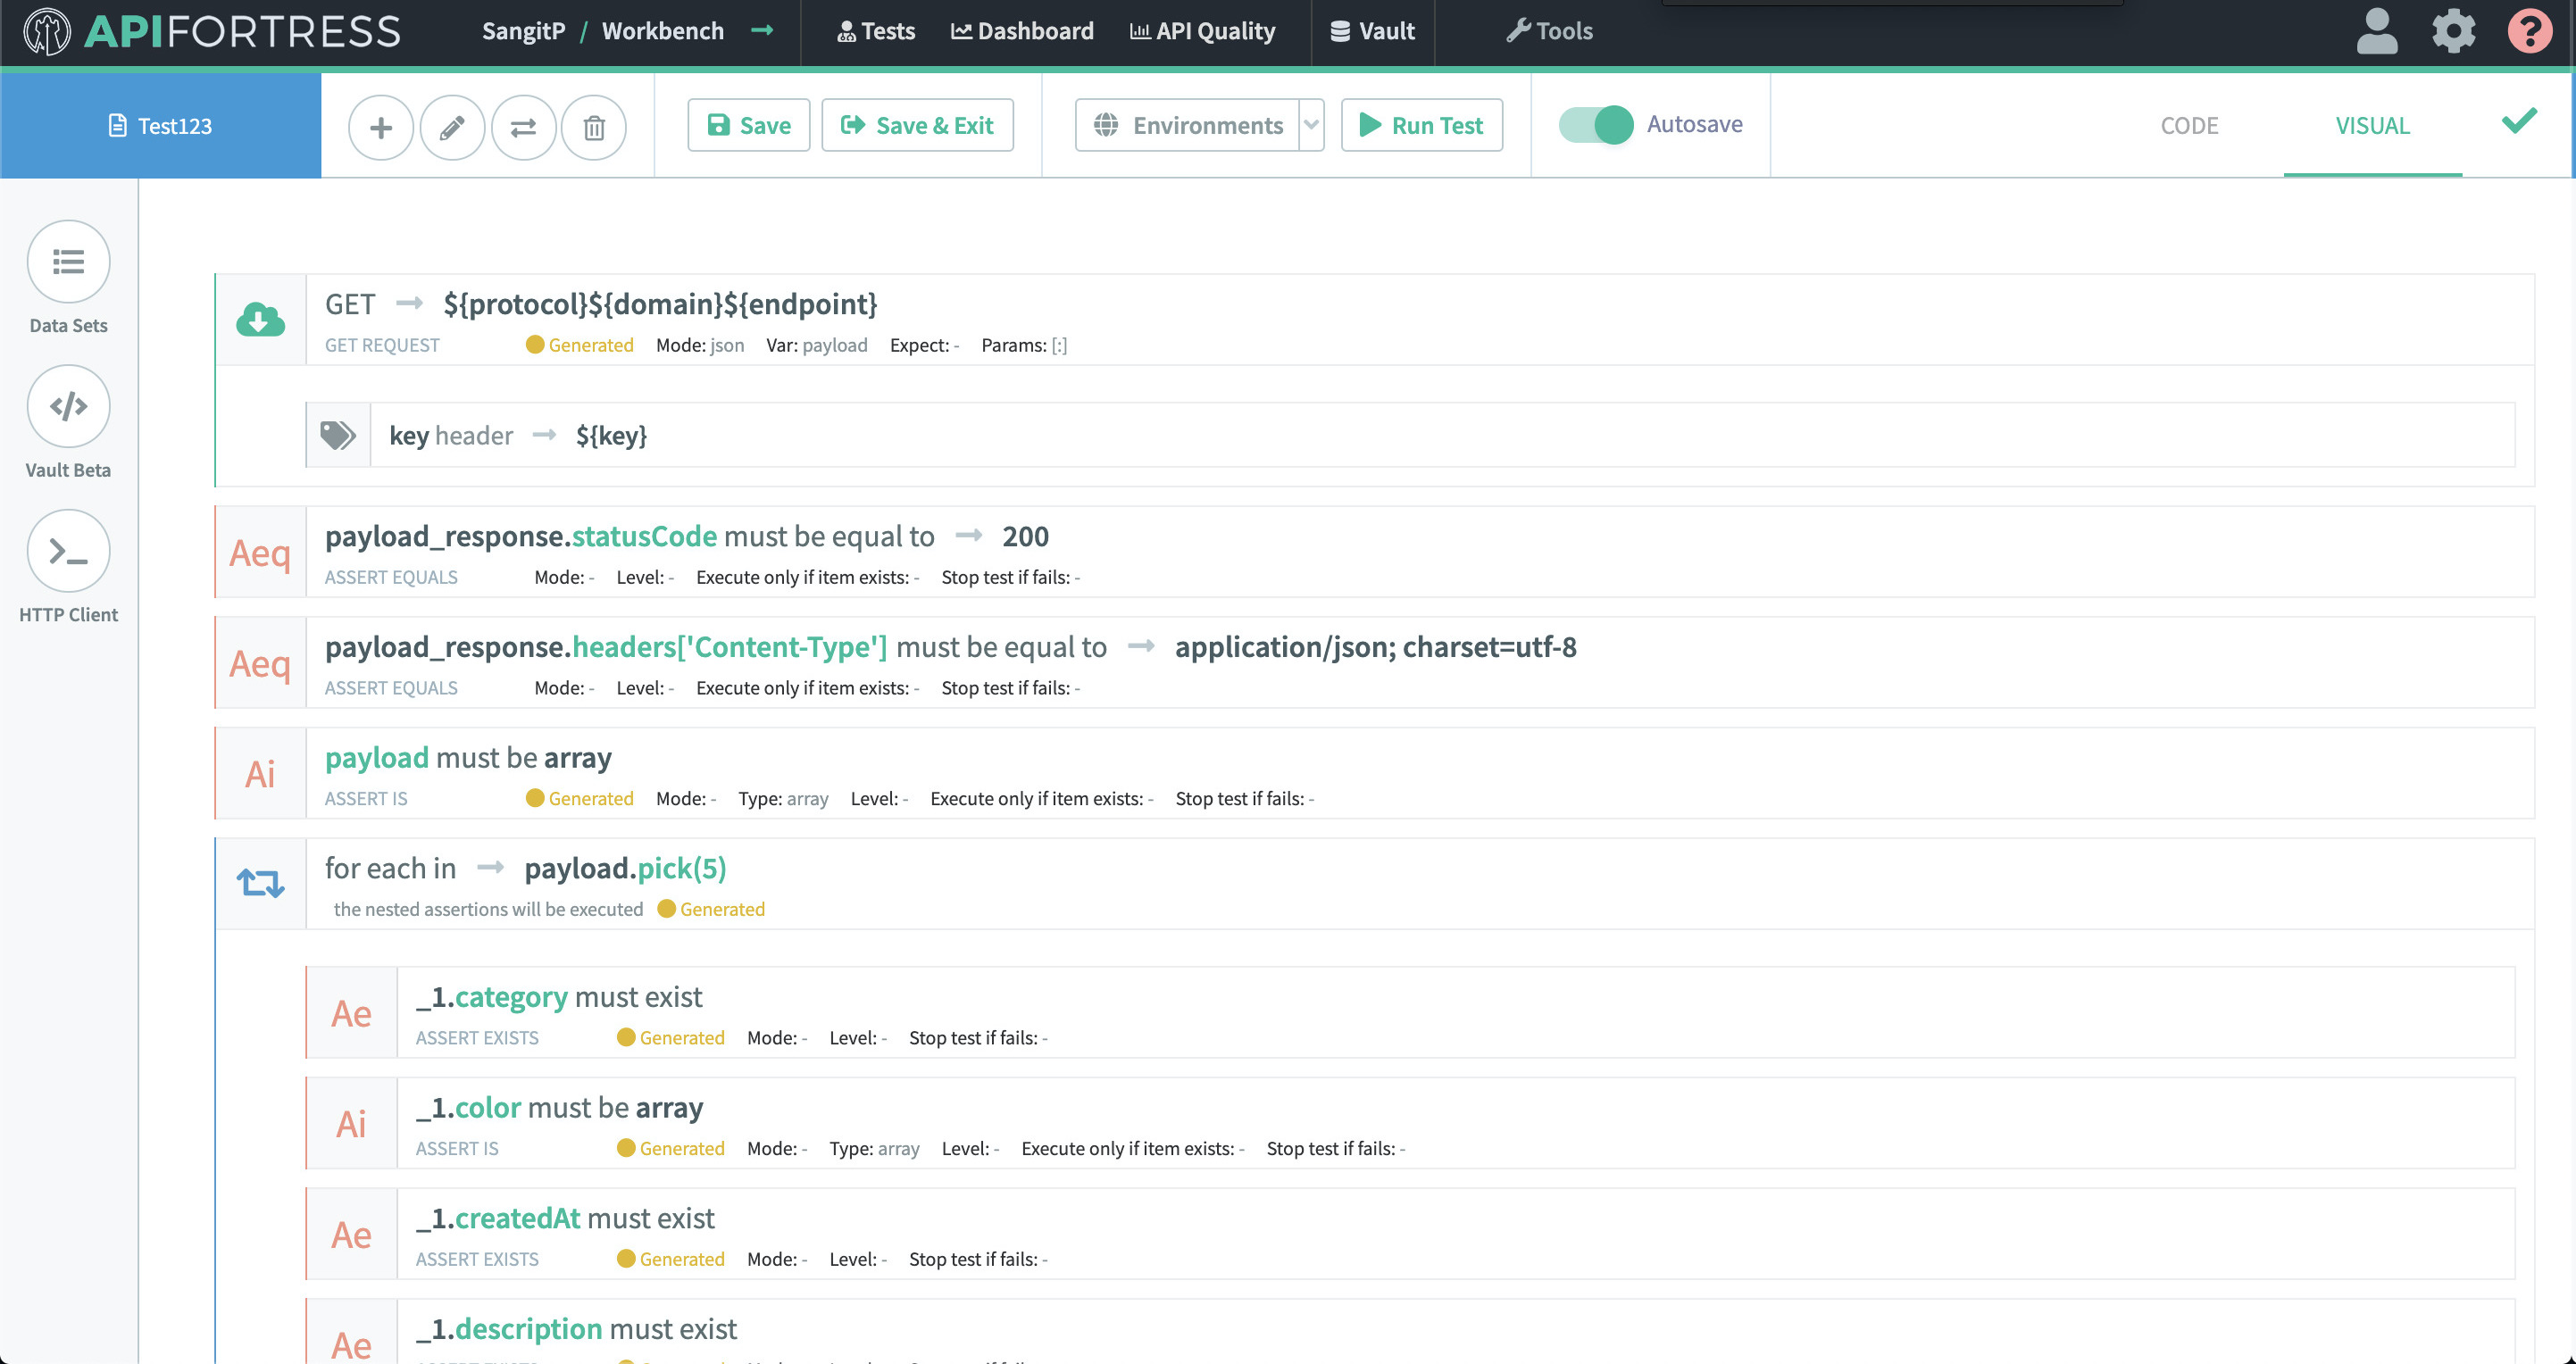 APIFORTRESS SangitP / Workbench Tests Dashboard API Quality Vault Tools ?
Test123 Save Save & Exit Environments Run Test Autosave CODE VISUAL
Data Sets
Vault Beta
HTTP Client
GET ${protocol}${domain}${endpoint}
GET REQUEST Generated Mode: json Var: payload Expect: - Params: [:]
key header ${key}
Aeq payload_response.statusCode must be equal to 200
ASSERT EQUALS Mode: - Level: - Execute only if item exists: - Stop test if fails: -
Aeq payload_response.headers['Content-Type'] must be equal to application/json; charset=utf-8
ASSERT EQUALS Mode: - Level: - Execute only if item exists: - Stop test if fails: -
Ai payload must be array
ASSERT IS Generated Mode: - Type: array Level: - Execute only if item exists: - Stop test if fails: -
for each in payload.pick(5)
the nested assertions will be executed Generated
Ae _1.category must exist
ASSERT EXISTS Generated Mode: - Level: - Stop test if fails: -
Ai _1.color must be array
ASSERT IS Generated Mode: - Type: array Level: - Execute only if item exists: - Stop test if fails: -
Ae _1.createdAt must exist
ASSERT EXISTS Generated Mode: - Level: - Stop test if fails: -
Ae _1.description must exist